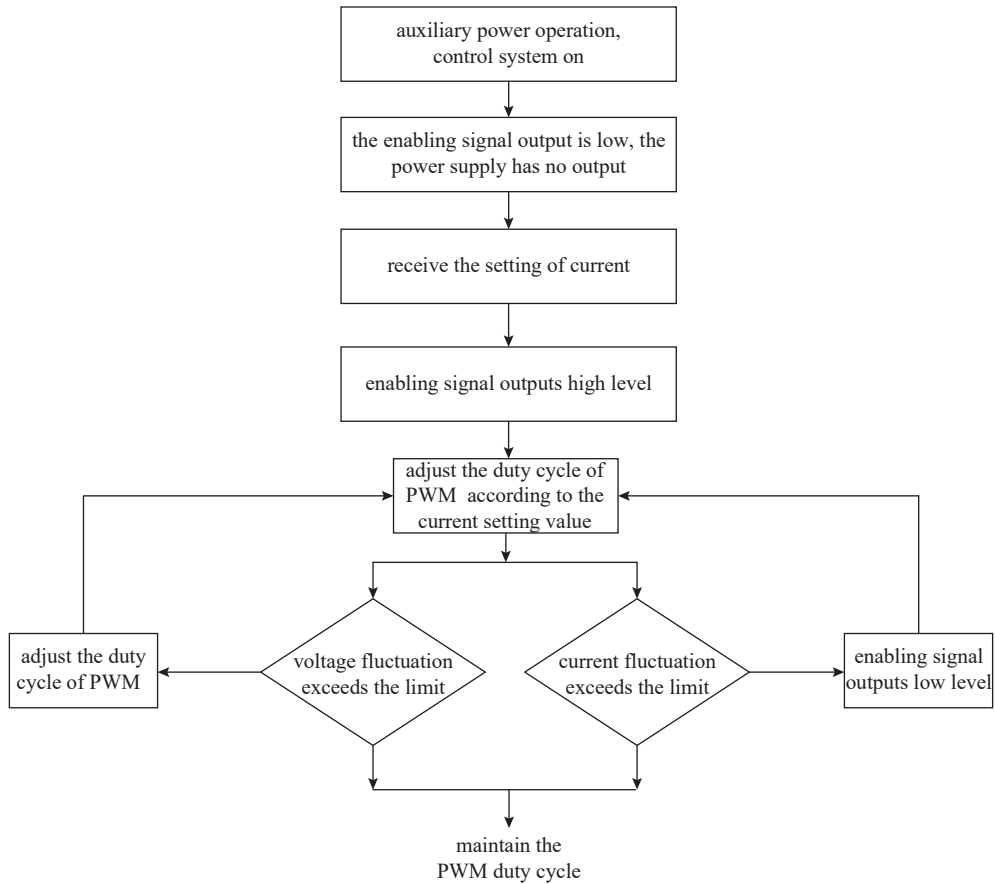 auxiliary power operation,
control system on
the enabling signal output is low, the
power supply has no output
receive the setting of current
enabling signal outputs high level
adjust the duty cycle of
PWM according to the
current setting value
adjust the duty
cycle of PWM
voltage fluctuation
exceeds the limit
current fluctuation
exceeds the limit
enabling signal
outputs low level
maintain the
PWM duty cycle